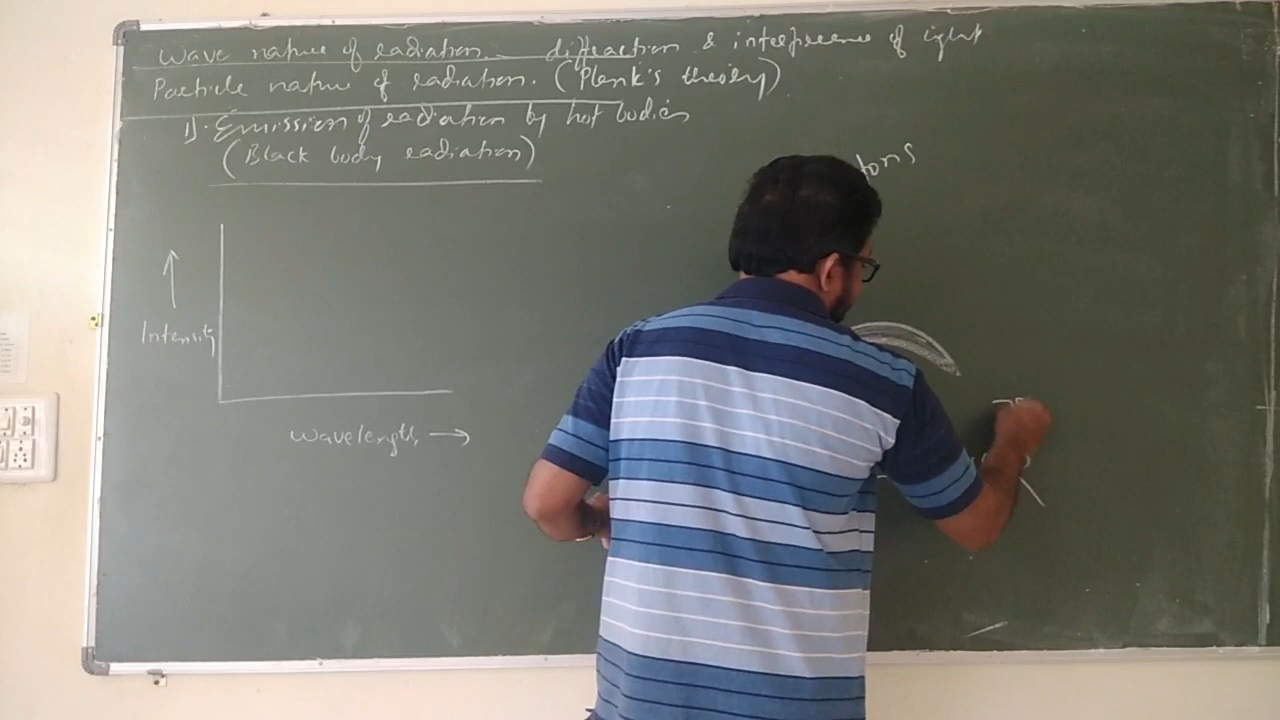 Wave nature of radiation. — diffraction & interference of light
Particle nature of radiation. (Plank's theory)
1). Emission of radiation by hot bodies
(Black body radiation)
tons
Intensity
Wavelength →